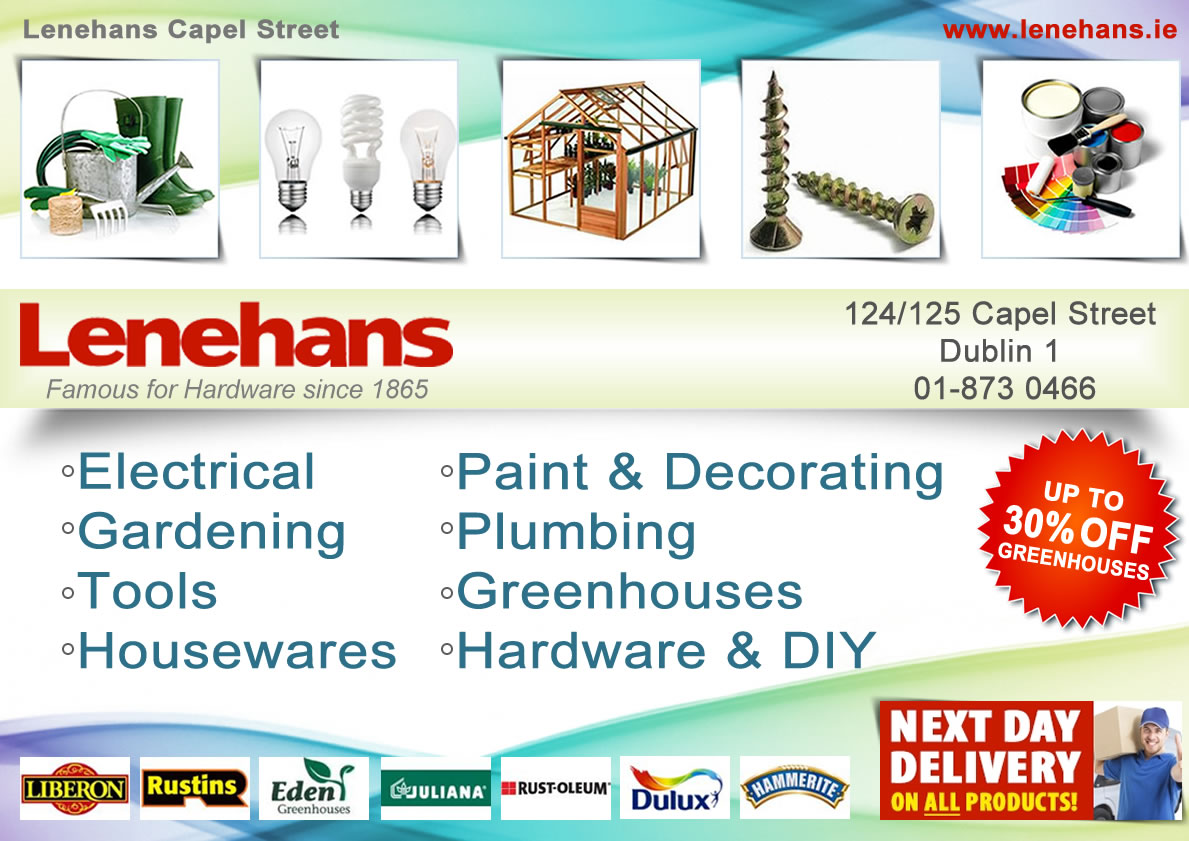 Lenehans Capel Street
www.lenehans.ie
Lenehans
Famous for Hardware since 1865
124/125 Capel Street
Dublin 1
01-873 0466
◦Electrical
◦Gardening
◦Tools
◦Housewares
◦Paint & Decorating
◦Plumbing
◦Greenhouses
◦Hardware & DIY
UP TO
30% OFF
GREENHOUSES
NEXT DAY
DELIVERY
ON ALL PRODUCTS!
LIBERON
Rustins
Eden
Greenhouses
JULIANA
RUST-OLEUM
Dulux
HAMMERITE